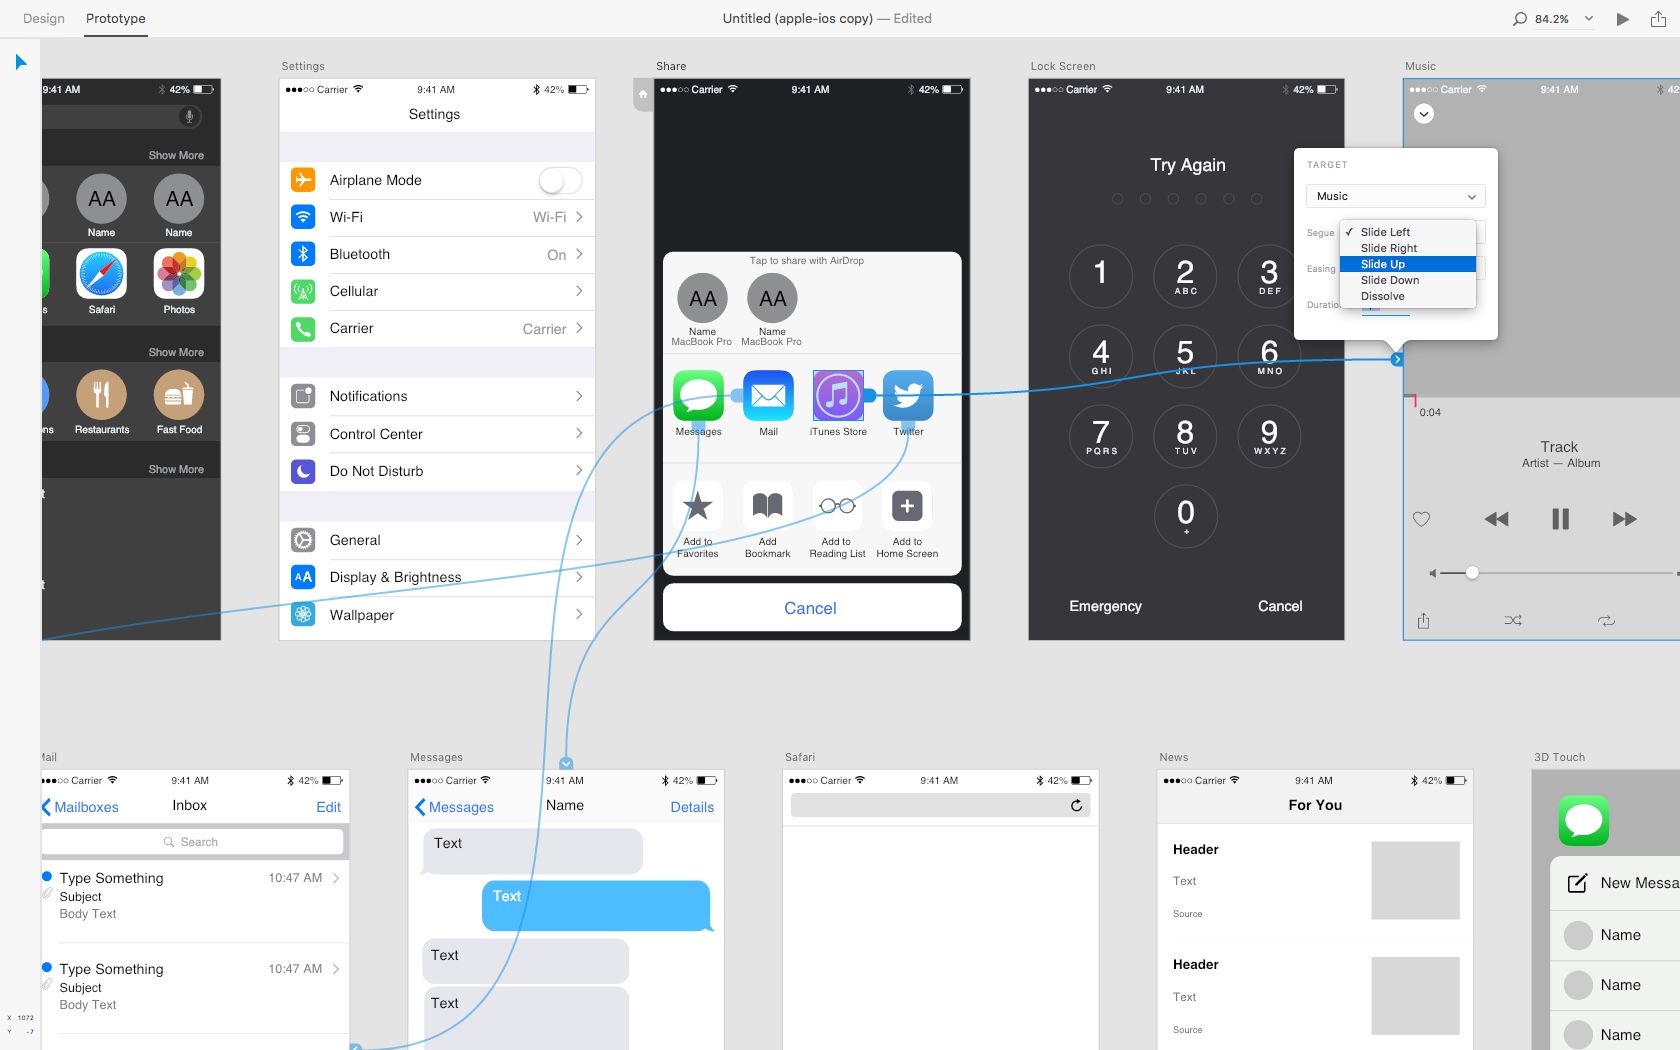 Design
Prototype
Untitled (apple-ios copy) — Edited
84.2%
9:41 AM
42%
Show More
AA
AA
Name
Name
Safari
Photos
Show More
Restaurants
Fast Food
Show More
Settings
Carrier
9:41 AM
42%
Settings
Airplane Mode
Wi-Fi
Wi-Fi
Bluetooth
On
Cellular
Carrier
Carrier
Notifications
Control Center
Do Not Disturb
General
AA
Display & Brightness
Wallpaper
Share
Carrier
9:41 AM
42%
Tap to share with AirDrop
AA
AA
Name
MacBook Pro
Name
MacBook Pro
Messages
Mail
iTunes Store
Twitter
Add to
Favorites
Add
Bookmark
Add to
Reading List
Add to
Home Screen
Cancel
Lock Screen
Carrier
9:41 AM
42%
Try Again
1
2
ABC
3
DEF
4
GHI
5
JKL
6
MNO
7
PQRS
8
TUV
9
WXYZ
0
+
Emergency
Cancel
TARGET
Music
Segue
✓ Slide Left
Slide Right
Slide Up
Slide Down
Dissolve
Easing
Duratio
Music
Carrier
9:41 AM
42
0:04
Track
Artist — Album
Mail
Carrier
9:41 AM
42%
Mailboxes
Inbox
Edit
Search
Type Something
10:47 AM
Subject
Body Text
Type Something
10:47 AM
Subject
Body Text
Messages
Carrier
9:41 AM
42%
Messages
Name
Details
Text
Text
Text
Text
Safari
Carrier
9:41 AM
42%
News
Carrier
9:41 AM
42%
For You
Header
Text
Source
Header
Text
Source
3D Touch
New Messa
Name
Name
Name
X 1072
Y -7